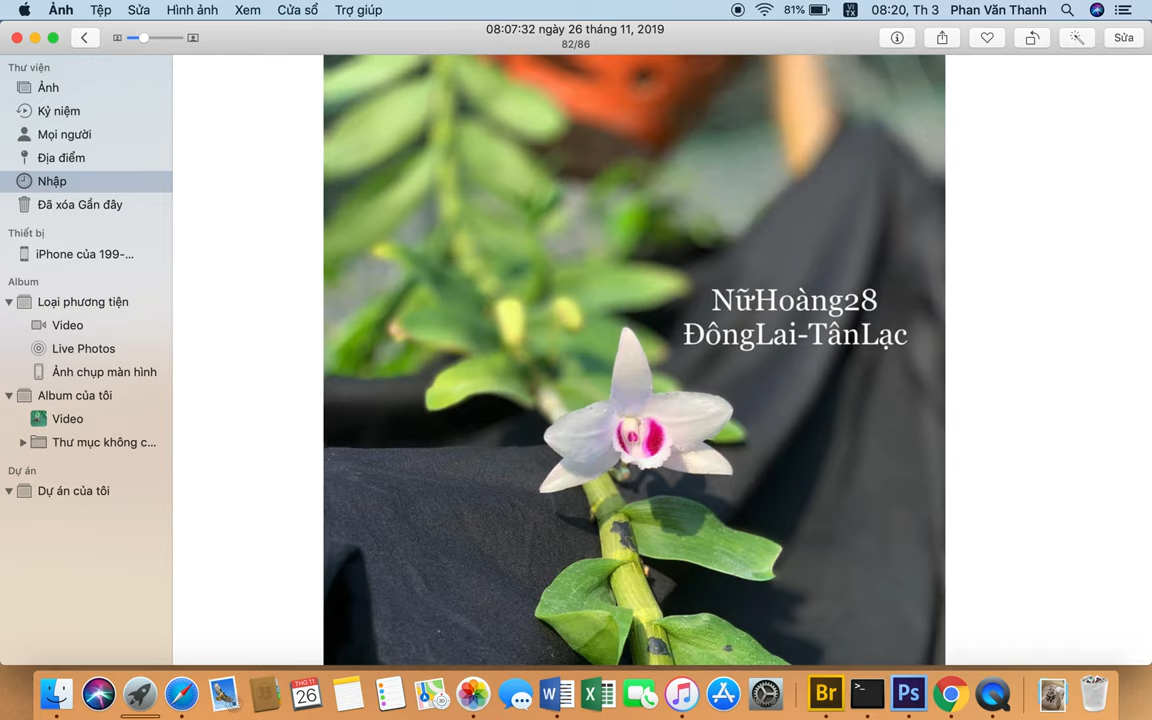 Ảnh Tệp Sửa Hình ảnh Xem Cửa sổ Trợ giúp 81% VI TX 08:20, Th 3 Phan Văn Thanh
08:07:32 ngày 26 tháng 11, 2019
82/86
Sửa
Thư viện
Ảnh
Kỷ niệm
Mọi người
Địa điểm
Nhập
Đã xóa Gần đây
Thiết bị
iPhone của 199-...
Album
Loại phương tiện
Video
Live Photos
Ảnh chụp màn hình
Album của tôi
Video
Thư mục không c...
Dự án
Dự án của tôi
NữHoàng28
ĐôngLai-TânLạc
THG 11
26
W
X
Br
>_
Ps